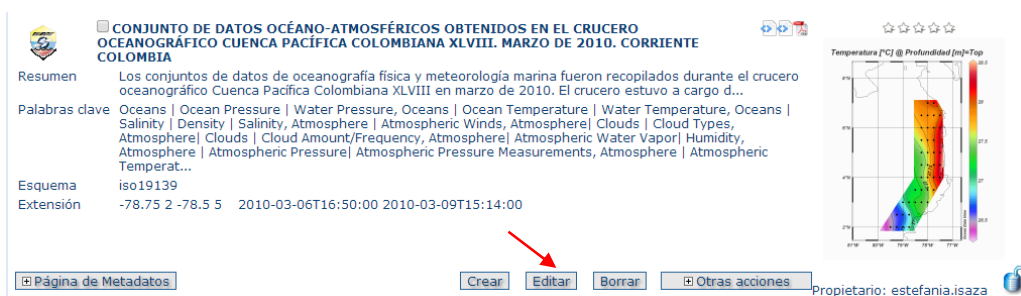 CONJUNTO DE DATOS OCÉANO-ATMOSFÉRICOS OBTENIDOS EN EL CRUCERO
OCEANOGRÁFICO CUENCA PACÍFICA COLOMBIANA XLVIII. MARZO DE 2010. CORRIENTE
COLOMBIA
Resumen Los conjuntos de datos de oceanografía física y meteorología marina fueron recopilados durante el crucero
oceanográfico Cuenca Pacífica Colombiana XLVIII en marzo de 2010. El crucero estuvo a cargo d...
Palabras clave Oceans | Ocean Pressure | Water Pressure, Oceans | Ocean Temperature | Water Temperature, Oceans |
Salinity | Density | Salinity, Atmosphere | Atmospheric Winds, Atmosphere| Clouds | Cloud Types,
Atmosphere| Clouds | Cloud Amount/Frequency, Atmosphere| Atmospheric Water Vapor| Humidity,
Atmosphere | Atmospheric Pressure| Atmospheric Pressure Measurements, Atmosphere | Atmospheric
Temperat...
Esquema iso19139
Extensión -78.75 2 -78.5 5 2010-03-06T16:50:00 2010-03-09T15:14:00
Temperatura [°C] @ Profundidad [m]=Top
Página de Metadatos
Crear
Editar
Borrar
Otras acciones
Propietario: estefania.isaza